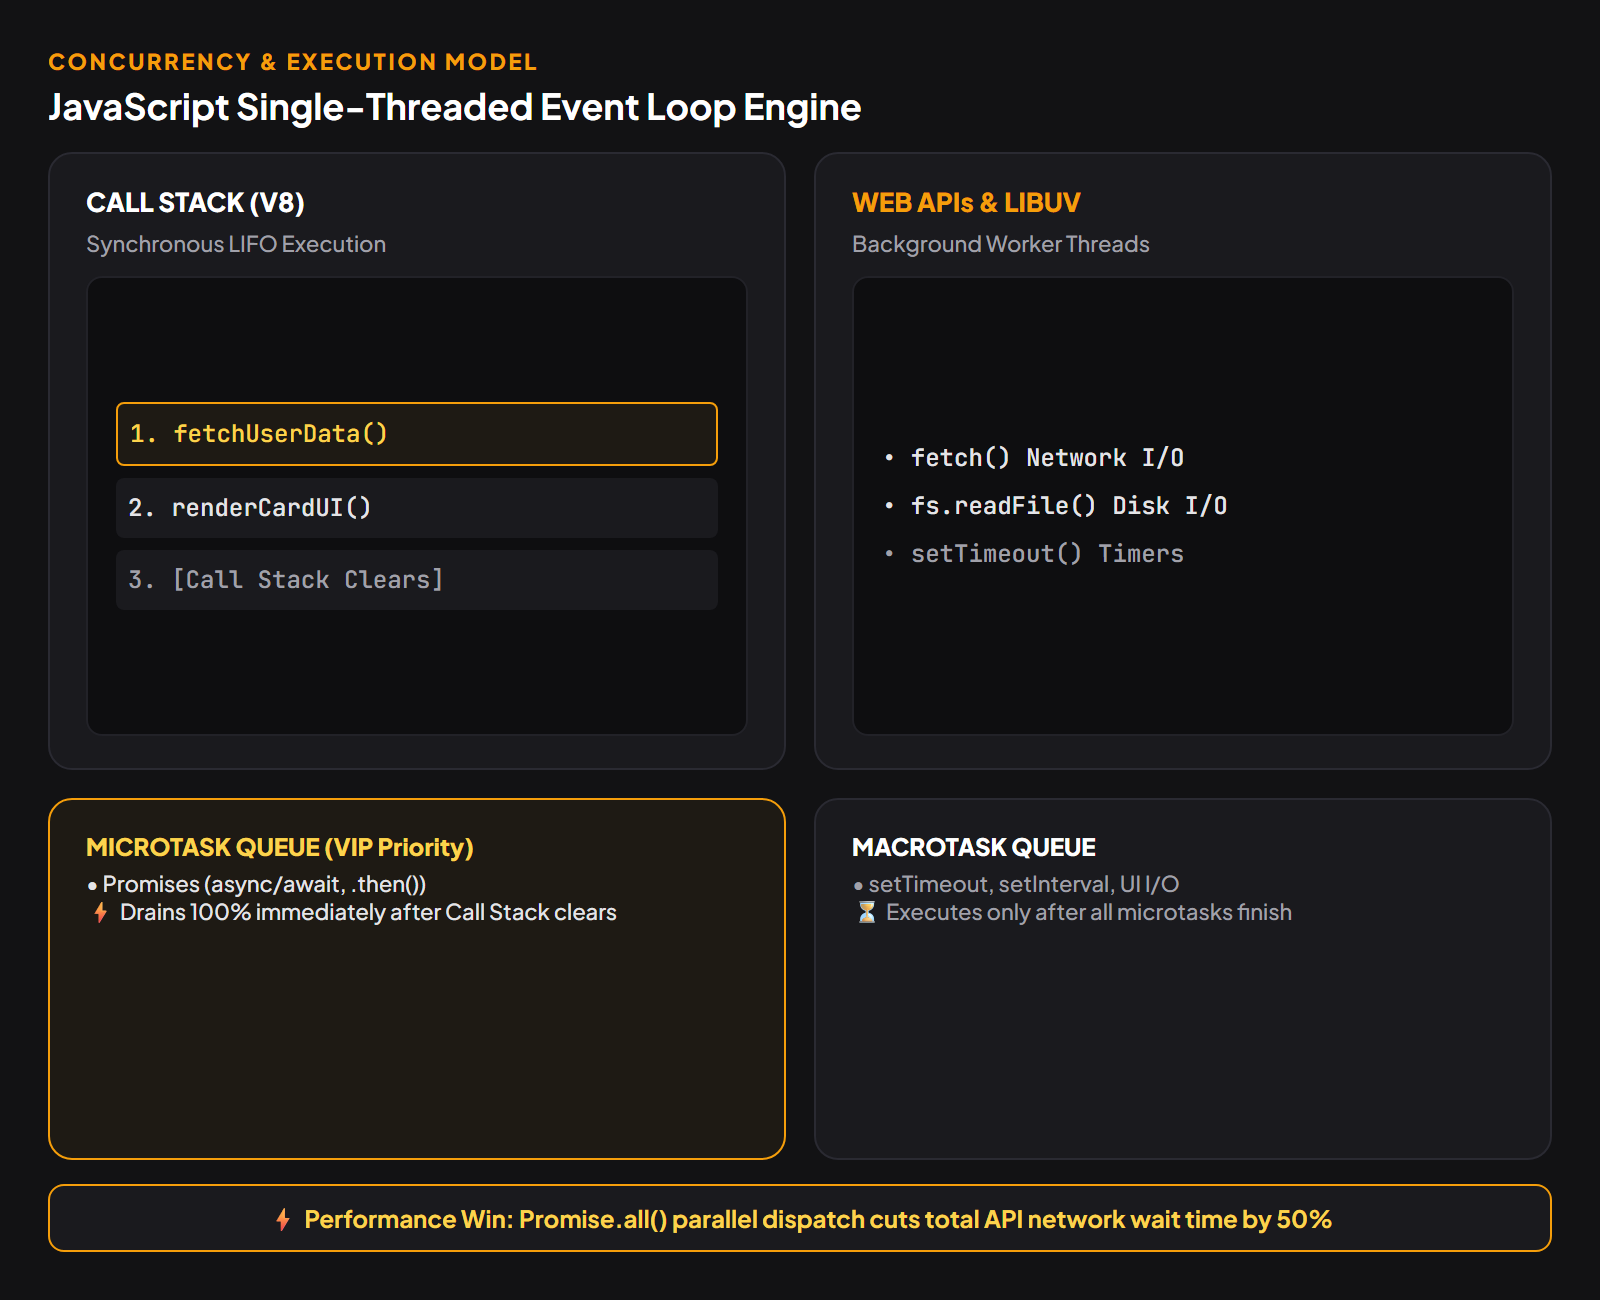 CONCURRENCY & EXECUTION MODEL
JavaScript Single-Threaded Event Loop Engine
CALL STACK (V8)
Synchronous LIFO Execution
1. fetchUserData()
2. renderCardUI()
3. [Call Stack Clears]
WEB APIs & LIBUV
Background Worker Threads
• fetch() Network I/O
• fs.readFile() Disk I/O
• setTimeout() Timers
MICROTASK QUEUE (VIP Priority)
• Promises (async/await, .then())
⚡ Drains 100% immediately after Call Stack clears
MACROTASK QUEUE
• setTimeout, setInterval, UI I/O
⏳ Executes only after all microtasks finish
⚡ Performance Win: Promise.all() parallel dispatch cuts total API network wait time by 50%